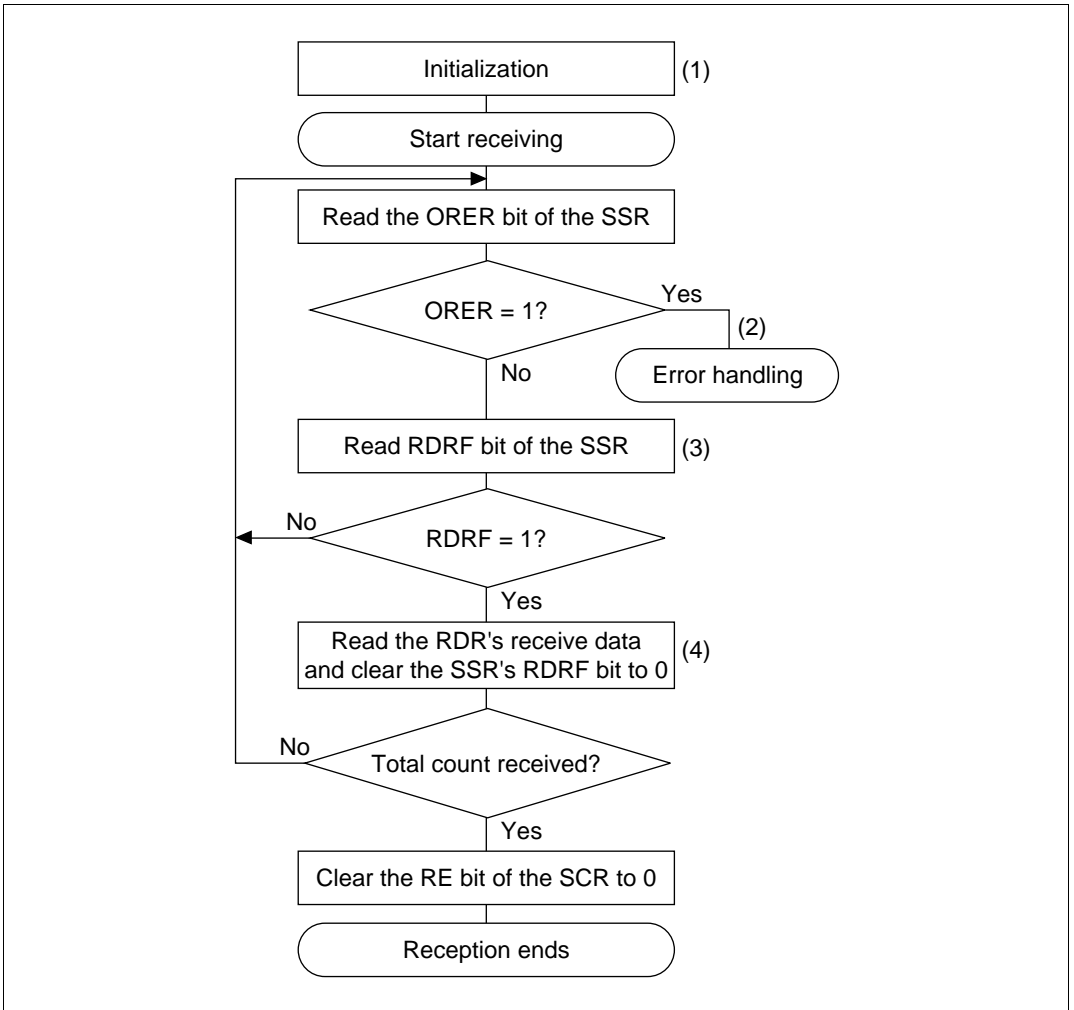 Initialization
(1)
Start receiving
Read the ORER bit of the SSR
ORER = 1?
Yes
(2)
Error handling
No
Read RDRF bit of the SSR
(3)
No
RDRF = 1?
Yes
Read the RDR's receive data
and clear the SSR's RDRF bit to 0
(4)
No
Total count received?
Yes
Clear the RE bit of the SCR to 0
Reception ends